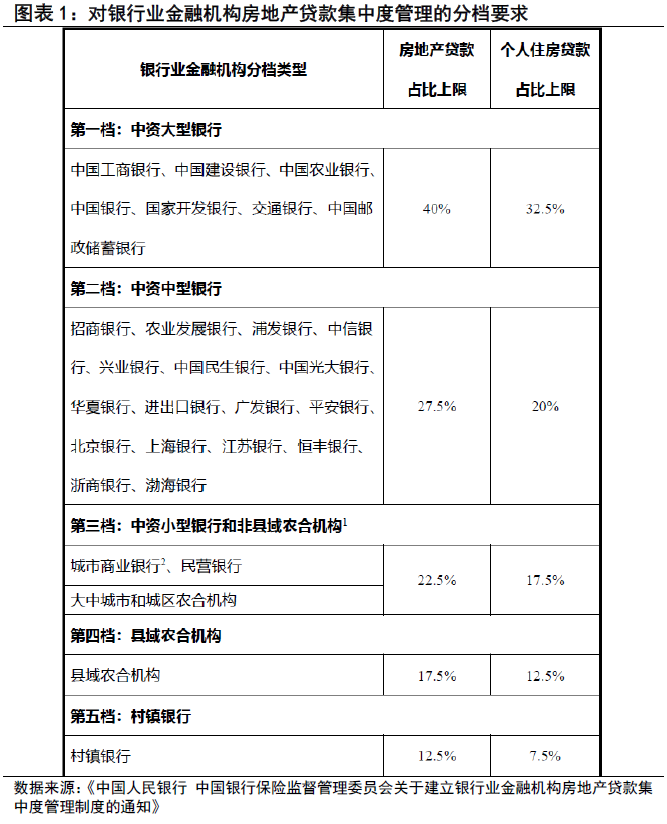 图表1：对银行业金融机构房地产贷款集中度管理的分档要求
银行业金融机构分档类型
房地产贷款
占比上限
个人住房贷款
占比上限
第一档：中资大型银行
中国工商银行、中国建设银行、中国农业银行、
中国银行、国家开发银行、交通银行、中国邮
政储蓄银行
40%
32.5%
第二档：中资中型银行
招商银行、农业发展银行、浦发银行、中信银
行、兴业银行、中国民生银行、中国光大银行、
华夏银行、进出口银行、广发银行、平安银行、
北京银行、上海银行、江苏银行、恒丰银行、
浙商银行、渤海银行
27.5%
20%
第三档：中资小型银行和非县域农合机构1
城市商业银行2、民营银行
大中城市和城区农合机构
22.5%
17.5%
第四档：县域农合机构
县域农合机构
17.5%
12.5%
第五档：村镇银行
村镇银行
12.5%
7.5%
数据来源：《中国人民银行 中国银行保险监督管理委员会关于建立银行业金融机构房地产贷款集
中度管理制度的通知》